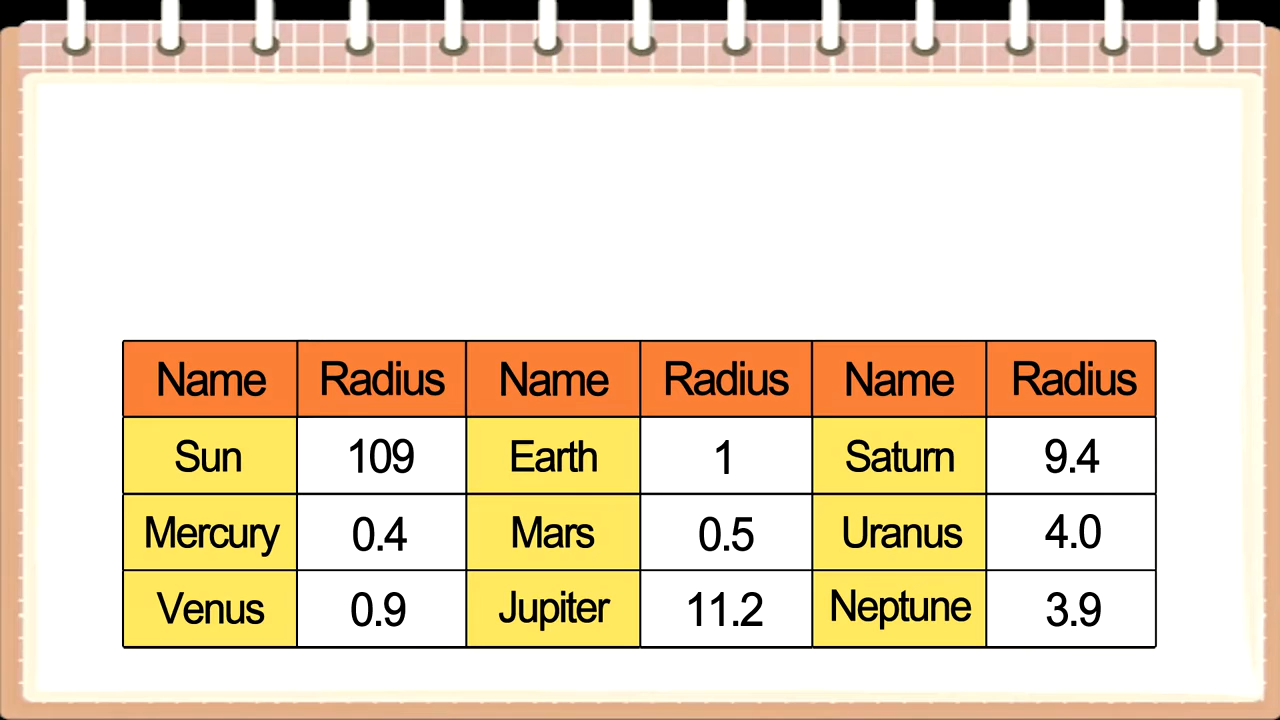 Name Radius Name Radius Name Radius
Sun 109 Earth 1 Saturn 9.4
Mercury 0.4 Mars 0.5 Uranus 4.0
Venus 0.9 Jupiter 11.2 Neptune 3.9